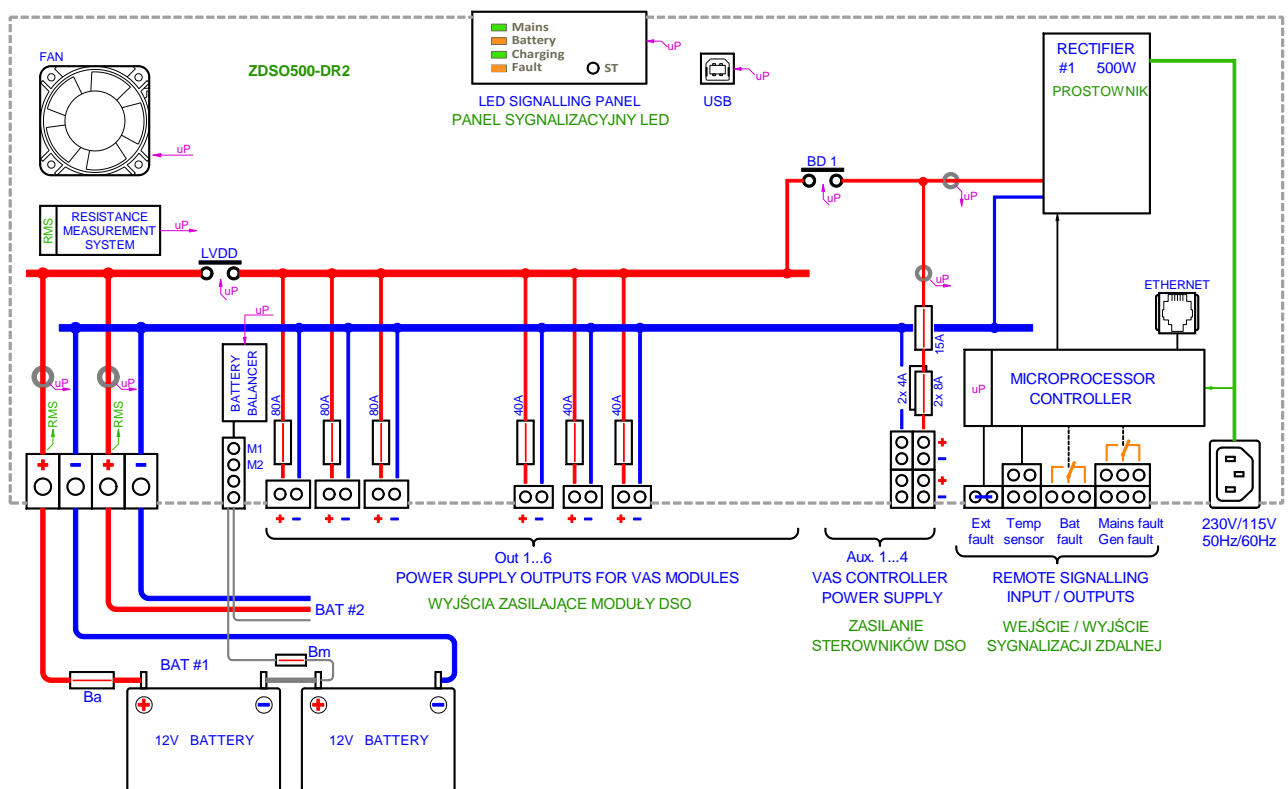 Mains
Battery
Charging
Fault
ST
uP
LED SIGNALLING PANEL
PANEL SYGNALIZACYJNY LED
uP
USB
FAN
uP
ZDSO500-DR2
RECTIFIER
#1 500W
PROSTOWNIK
BD 1
uP
uP
RMS
RESISTANCE
MEASUREMENT
SYSTEM
uP
LVDD
uP
uP
ETHERNET
uP
BATTERY
BALANCER
uP
uP
RMS
RMS
80A
80A
80A
40A
40A
40A
15A
2x 4A
2x 8A
uP
MICROPROCESSOR
CONTROLLER
M1
M2
+ − + −
+
−
+
−
+ − + − + − + − + − + −
Ext
fault
Temp
sensor
Bat
fault
Mains fault
Gen fault
230V/115V
50Hz/60Hz
Out 1...6
POWER SUPPLY OUTPUTS FOR VAS MODULES
WYJŚCIA ZASILAJĄCE MODUŁY DSO
Aux. 1...4
VAS CONTROLLER
POWER SUPPLY
ZASILANIE
STEROWNIKÓW DSO
REMOTE SIGNALLING
INPUT / OUTPUTS
WEJŚCIE / WYJŚCIE
SYGNALIZACJI ZDALNEJ
BAT #2
BAT #1
Bm
Ba
+ − + −
12V BATTERY
12V BATTERY